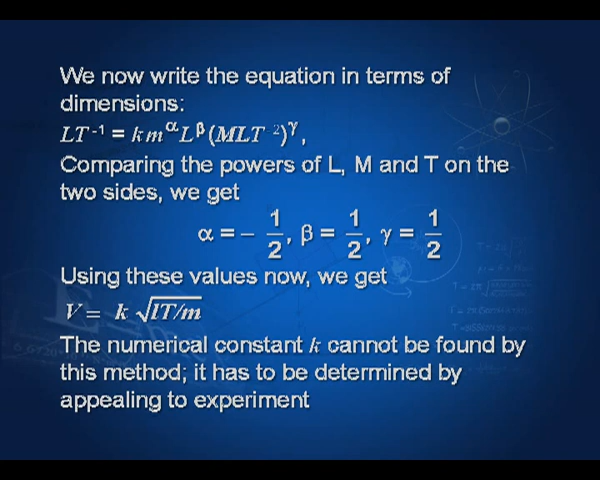 We now write the equation in terms of
dimensions:
LT⁻¹ = k m^α L^β (MLT⁻²)^γ,
Comparing the powers of L, M and T on the
two sides, we get
α = − 1/2, β = 1/2, γ = 1/2
Using these values now, we get
V = k √lT/m
The numerical constant k cannot be found by
this method; it has to be determined by
appealing to experiment